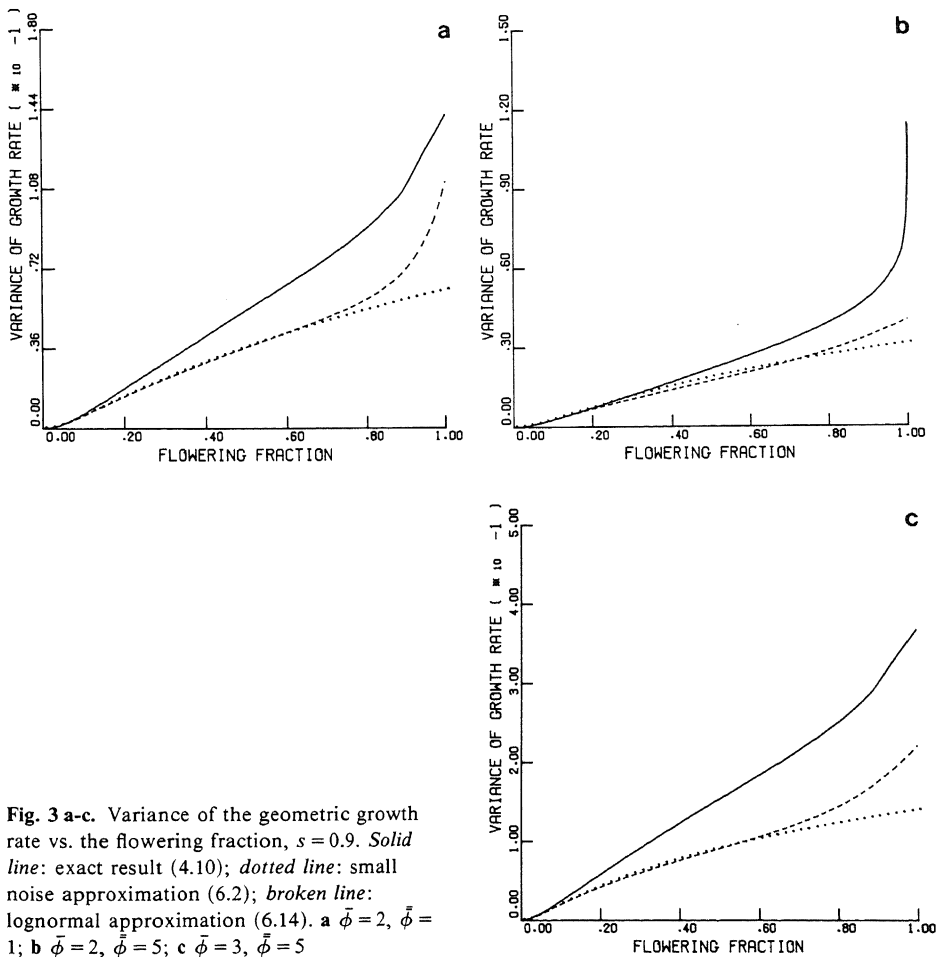 a
VARIANCE OF GROWTH RATE ( * 10 -1 )
1.80
1.44
1.08
.72
.36
0.00
0.00 .20 .40 .60 .80 1.00
FLOWERING FRACTION
b
VARIANCE OF GROWTH RATE
1.50
1.20
.90
.60
.30
0.00
0.00 .20 .40 .60 .80 1.00
FLOWERING FRACTION
c
VARIANCE OF GROWTH RATE ( * 10 -1 )
5.00
4.00
3.00
2.00
1.00
0.00
0.00 .20 .40 .60 .80 1.00
FLOWERING FRACTION
Fig. 3 a-c. Variance of the geometric growth
rate vs. the flowering fraction, s = 0.9. Solid
line: exact result (4.10); dotted line: small
noise approximation (6.2); broken line:
lognormal approximation (6.14). a ϕ̄ = 2, ϕ̿ =
1; b ϕ̄ = 2, ϕ̿ = 5; c ϕ̄ = 3, ϕ̿ = 5